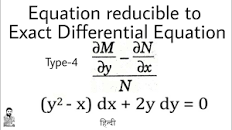 Equation reducible to
Exact Differential Equation
Type-4
∂M/∂y − ∂N/∂x
N
(y² - x) dx + 2y dy = 0
हिन्दी